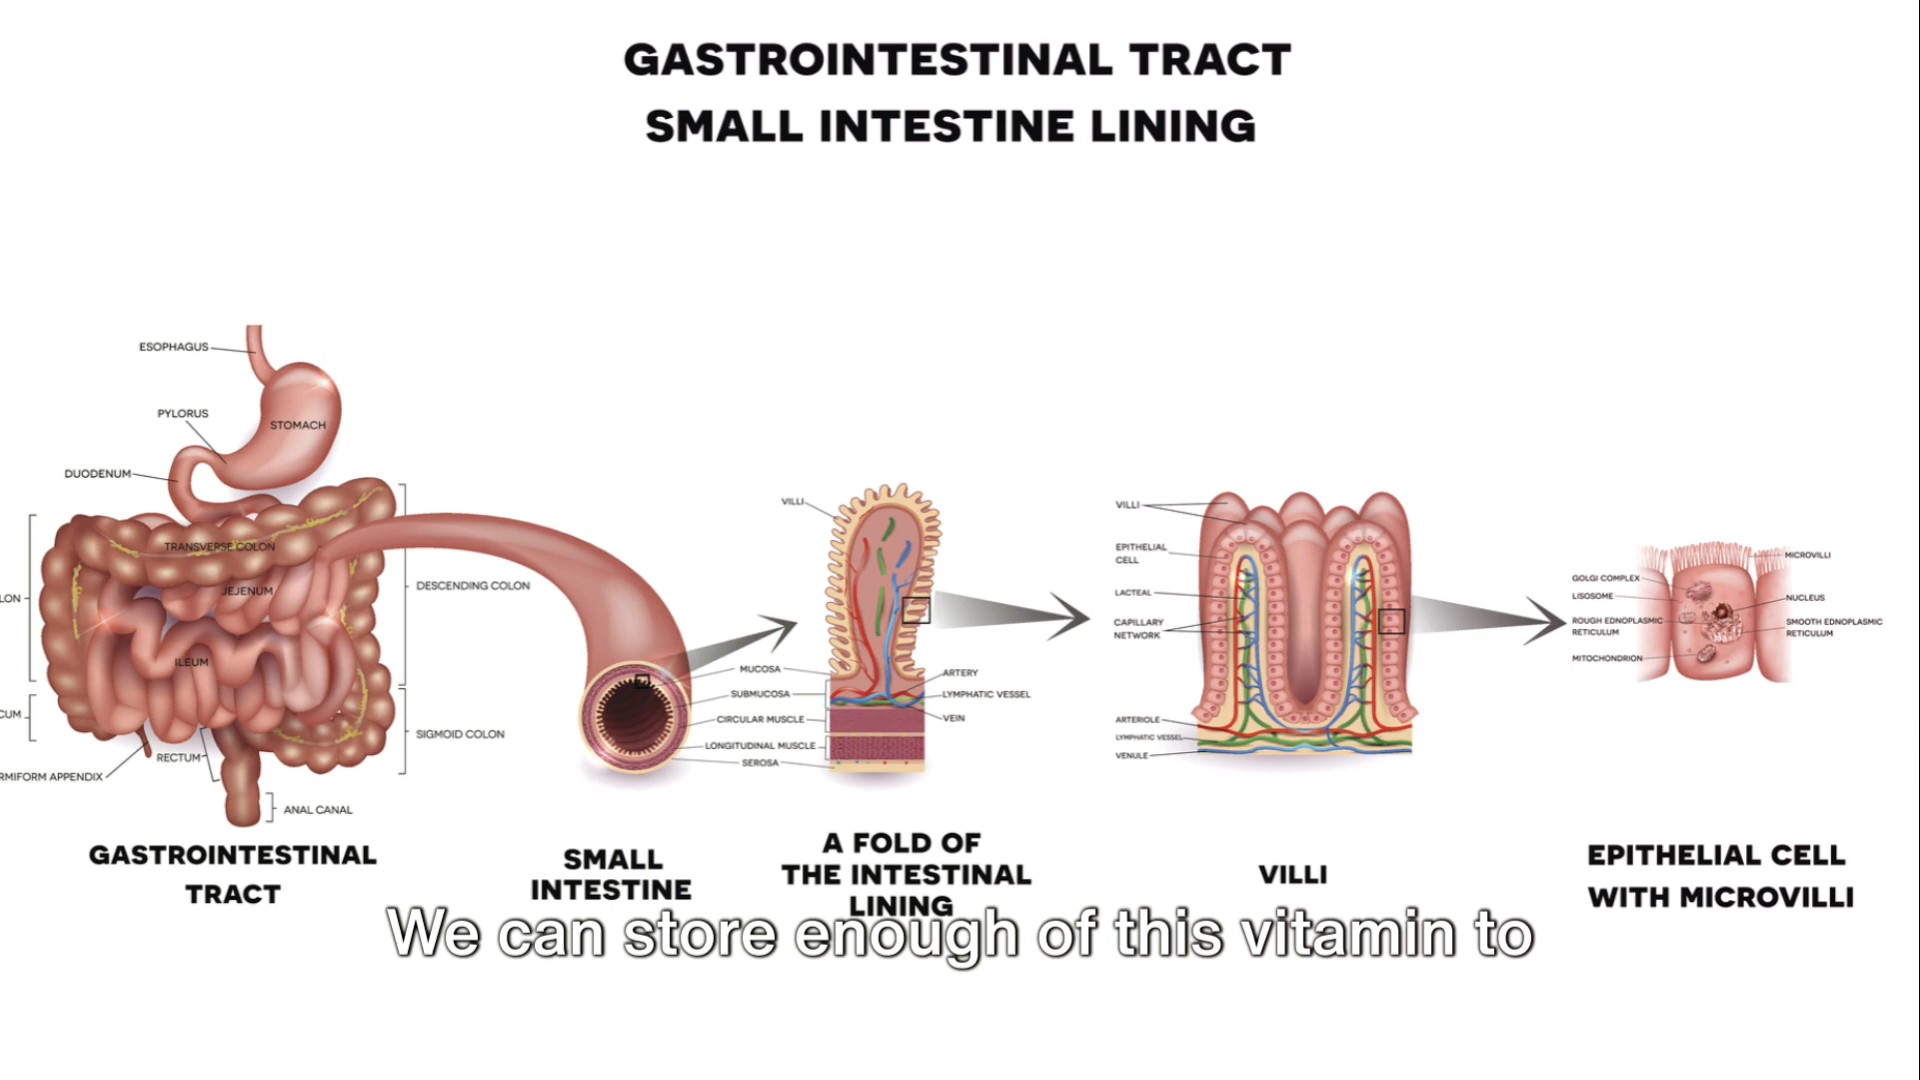 GASTROINTESTINAL TRACT
SMALL INTESTINE LINING
ESOPHAGUS
PYLORUS
STOMACH
DUODENUM
TRANSVERSE COLON
JEJENUM
DESCENDING COLON
LON
ILEUM
CUM
SIGMOID COLON
RECTUM
RMIFORM APPENDIX
ANAL CANAL
GASTROINTESTINAL
TRACT
SMALL
INTESTINE
VILLI
MUCOSA
SUBMUCOSA
CIRCULAR MUSCLE
LONGITUDINAL MUSCLE
SEROSA
ARTERY
LYMPHATIC VESSEL
VEIN
A FOLD OF
THE INTESTINAL
LINING
VILLI
EPITHELIAL
CELL
LACTEAL
CAPILLARY
NETWORK
ARTERIOLE
LYMPHATIC VESSEL
VENULE
VILLI
MICROVILLI
GOLGI COMPLEX
LISOSOME
NUCLEUS
ROUGH EDNOPLASMIC
RETICULUM
SMOOTH EDNOPLASMIC
RETICULUM
MITOCHONDRION
EPITHELIAL CELL
WITH MICROVILLI
We can store enough of this vitamin to